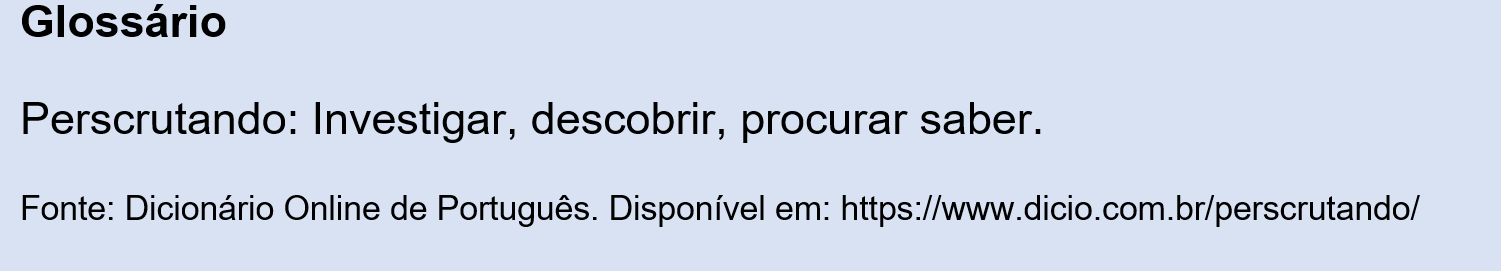 Glossário
Perscrutando: Investigar, descobrir, procurar saber.
Fonte: Dicionário Online de Português. Disponível em: https://www.dicio.com.br/perscrutando/